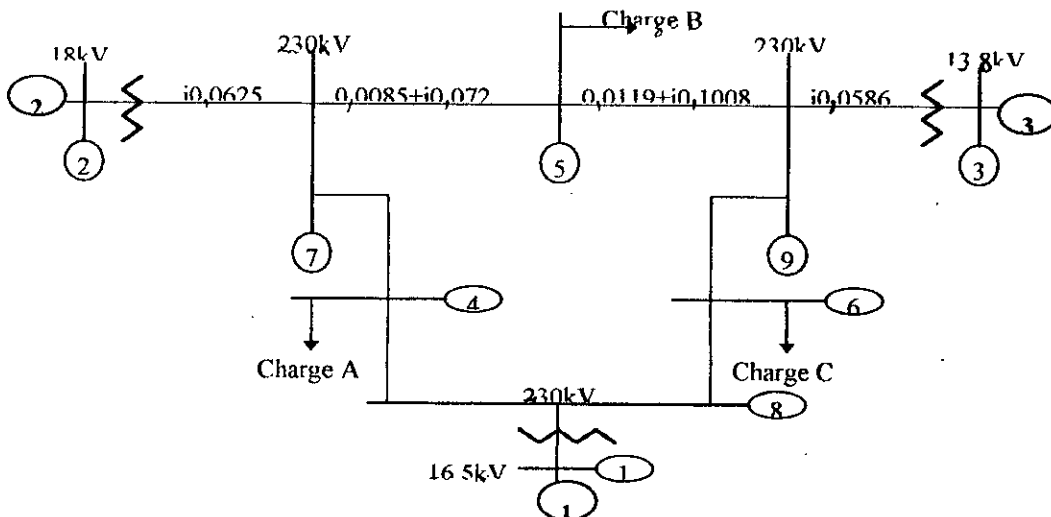 Charge B
18kV
230kV
230kV
13.8kV
2
j0,0625
0,0085+j0,072
0,0119+j0,1008
j0,0586
3
2
5
3
7
9
4
6
Charge A
Charge C
230kV
8
16.5kV
1
1